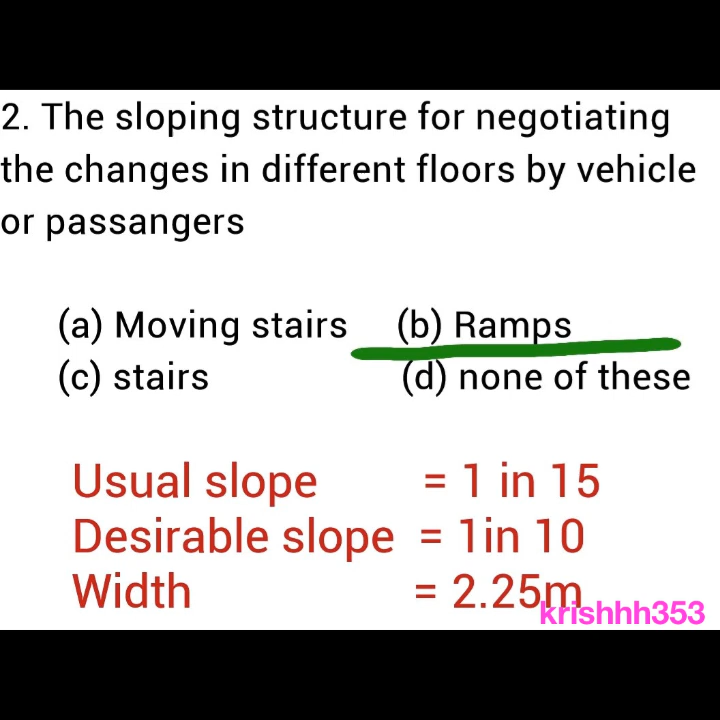 2. The sloping structure for negotiating
the changes in different floors by vehicle
or passangers
(a) Moving stairs (b) Ramps
(c) stairs (d) none of these
Usual slope = 1 in 15
Desirable slope = 1in 10
Width = 2.25m
krishhh353